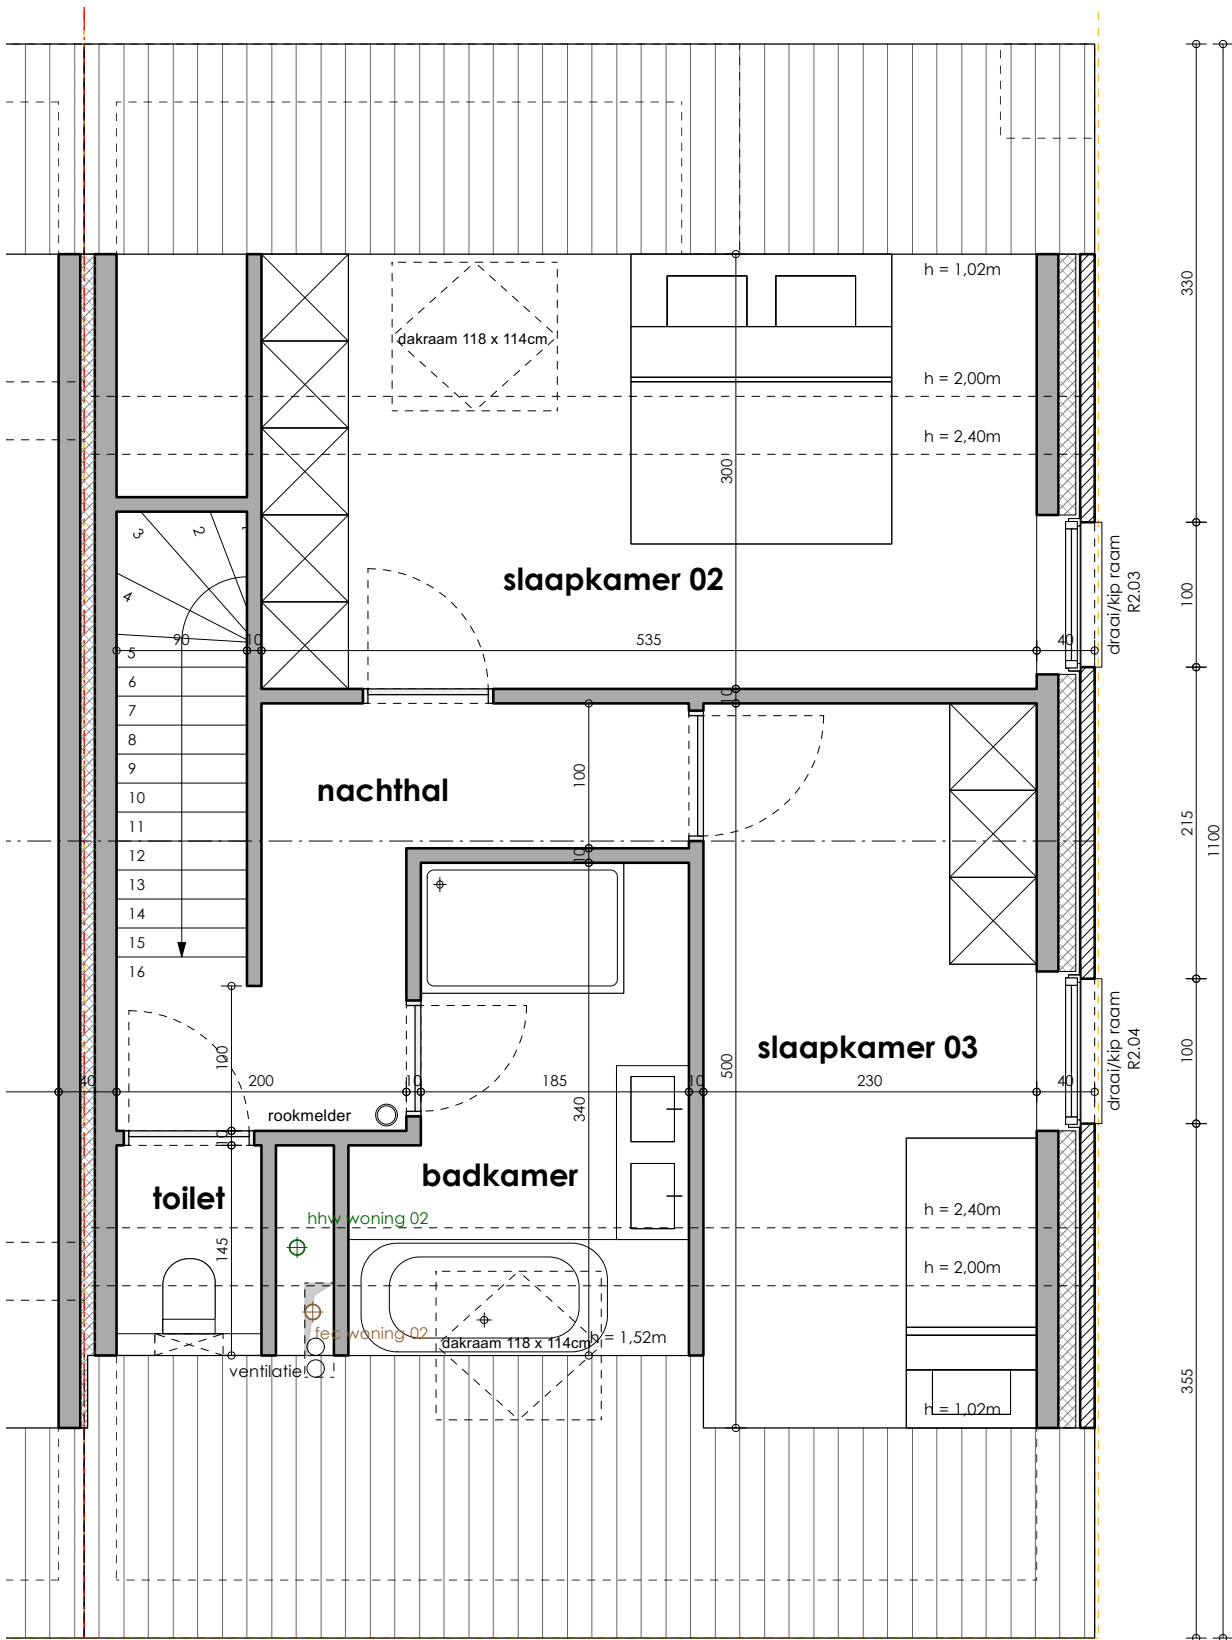 h = 1,02m
330
dakraam 118 x 114cm
h = 2,00m
h = 2,40m
300
3
2
1
4
slaapkamer 02
draai/kip raam
R2.03
100
90
10
535
40
5
6
7
8
9
10
11
12
13
14
15
16
10
nachthal
100
10
215
1100
slaapkamer 03
draai/kip raam
R2.04
100
100
500
40
200
10
185
10
230
40
340
rookmelder
10
toilet
badkamer
hhw woning 02
h = 2,40m
145
h = 2,00m
fec woning 02
dakraam 118 x 114cm
h = 1,52m
ventilatie
355
h = 1,02m